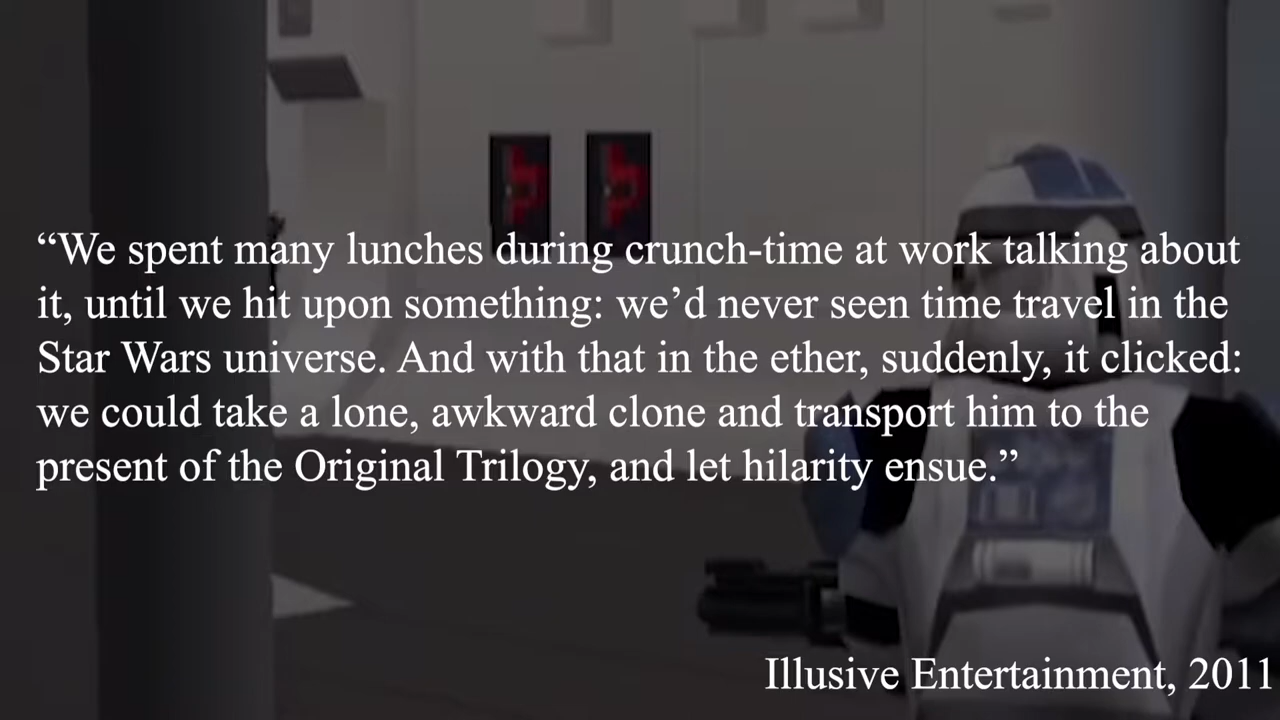 “We spent many lunches during crunch-time at work talking about
it, until we hit upon something: we’d never seen time travel in the
Star Wars universe. And with that in the ether, suddenly, it clicked:
we could take a lone, awkward clone and transport him to the
present of the Original Trilogy, and let hilarity ensue.”
Illusive Entertainment, 2011